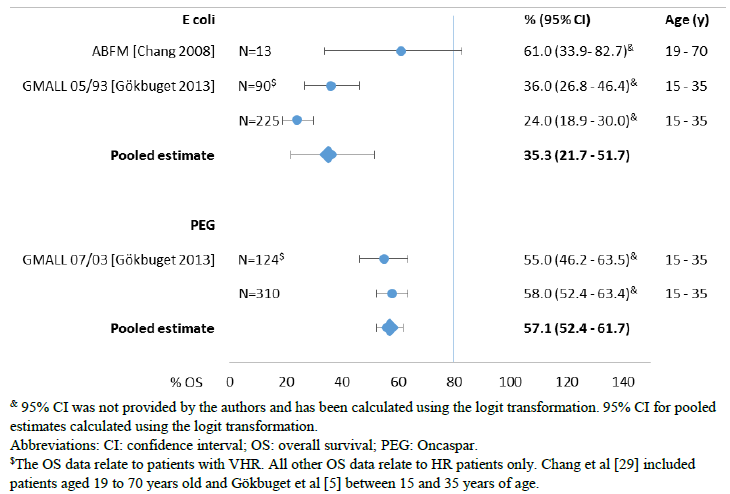 E coli % (95% CI) Age (y)
ABFM [Chang 2008] N=13 61.0 (33.9- 82.7)& 19 - 70
GMALL 05/93 [Gökbuget 2013] N=90$ 36.0 (26.8 - 46.4)& 15 - 35
N=225 24.0 (18.9 - 30.0)& 15 - 35
Pooled estimate 35.3 (21.7 - 51.7)
PEG
GMALL 07/03 [Gökbuget 2013] N=124$ 55.0 (46.2 - 63.5)& 15 - 35
N=310 58.0 (52.4 - 63.4)& 15 - 35
Pooled estimate 57.1 (52.4 - 61.7)
% OS 0 20 40 60 80 100 120 140
& 95% CI was not provided by the authors and has been calculated using the logit transformation. 95% CI for pooled
estimates calculated using the logit transformation.
Abbreviations: CI: confidence interval; OS: overall survival; PEG: Oncaspar.
$The OS data relate to patients with VHR. All other OS data relate to HR patients only. Chang et al [29] included
patients aged 19 to 70 years old and Gökbuget et al [5] between 15 and 35 years of age.